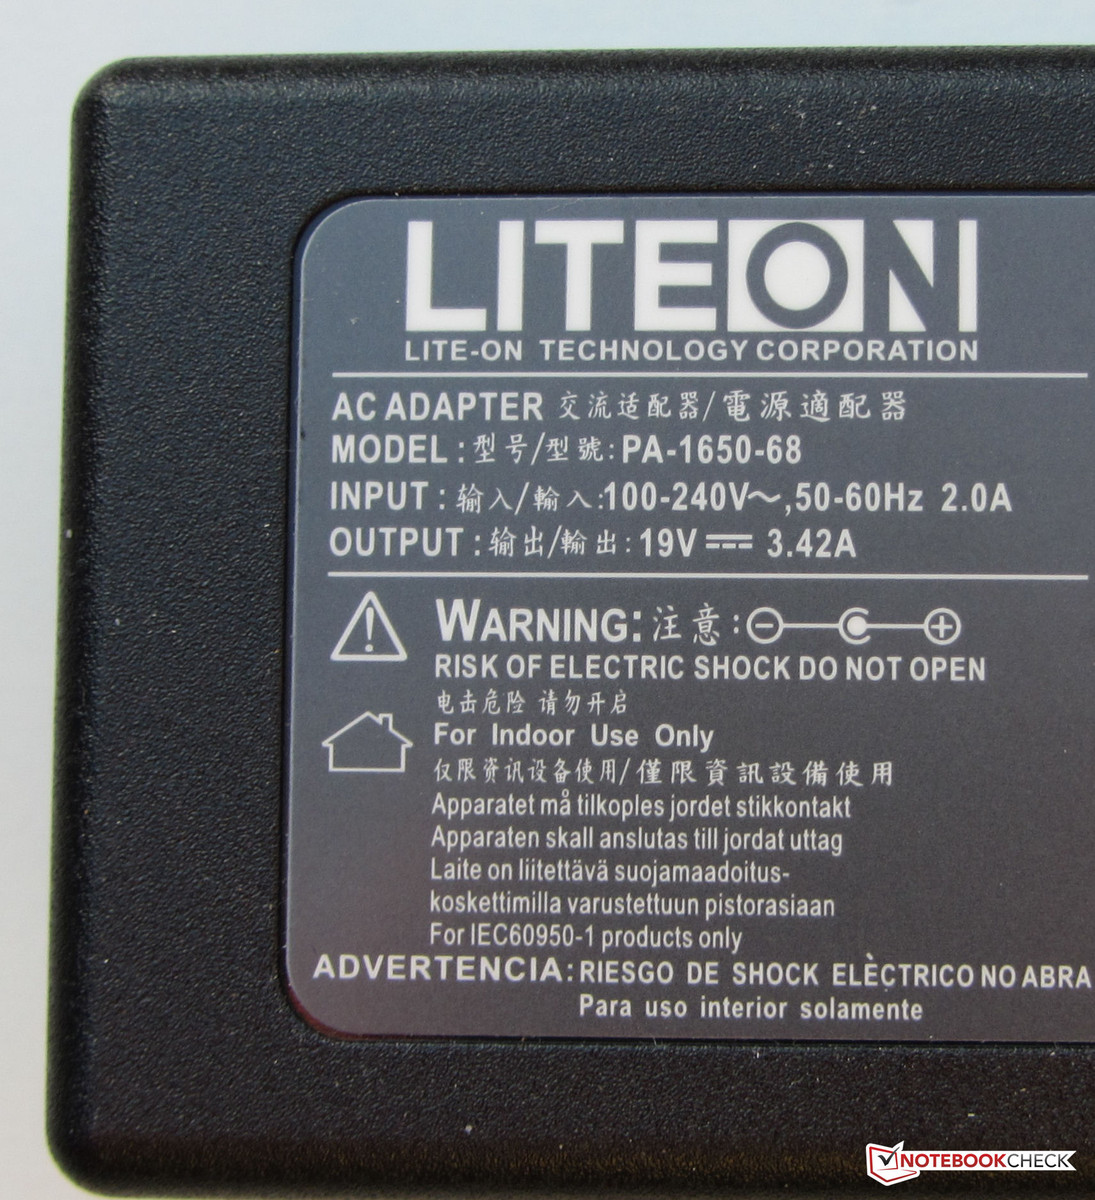 LITEON
LITE-ON TECHNOLOGY CORPORATION
AC ADAPTER 交流适配器/電源適配器
MODEL : 型号/型號: PA-1650-68
INPUT : 输入/輸入:100-240V～,50-60Hz 2.0A
OUTPUT : 输出/輸出: 19V ⎓ 3.42A
WARNING: 注意:
RISK OF ELECTRIC SHOCK DO NOT OPEN
电击危险 请勿开启
For Indoor Use Only
仅限资讯设备使用/僅限資訊設備使用
Apparatet må tilkoples jordet stikkontakt
Apparaten skall anslutas till jordat uttag
Laite on liitettävä suojamaadoitus-
koskettimilla varustettuun pistorasiaan
For IEC60950-1 products only
ADVERTENCIA: RIESGO DE SHOCK ELÈCTRICO NO ABRA
Para uso interior solamente
NOTEBOOKCHECK